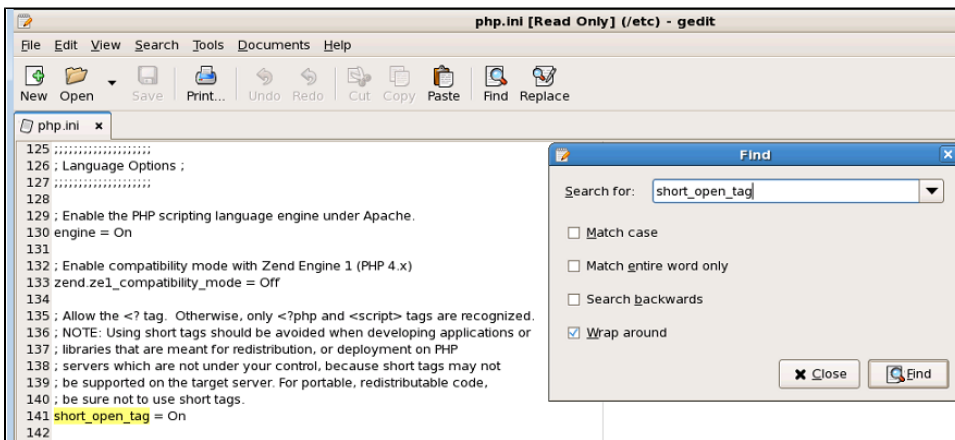 php.ini [Read Only] (/etc) - gedit
File Edit View Search Tools Documents Help
New Open Save Print... Undo Redo Cut Copy Paste Find Replace
php.ini x
125 ;;;;;;;;;;;;;;;;;;;;
126 ; Language Options ;
127 ;;;;;;;;;;;;;;;;;;;;
128
129 ; Enable the PHP scripting language engine under Apache.
130 engine = On
131
132 ; Enable compatibility mode with Zend Engine 1 (PHP 4.x)
133 zend.ze1_compatibility_mode = Off
134
135 ; Allow the <? tag. Otherwise, only <?php and <script> tags are recognized.
136 ; NOTE: Using short tags should be avoided when developing applications or
137 ; libraries that are meant for redistribution, or deployment on PHP
138 ; servers which are not under your control, because short tags may not
139 ; be supported on the target server. For portable, redistributable code,
140 ; be sure not to use short tags.
141 short_open_tag = On
142
Find
Search for: short_open_tag
Match case
Match entire word only
Search backwards
Wrap around
Close Find